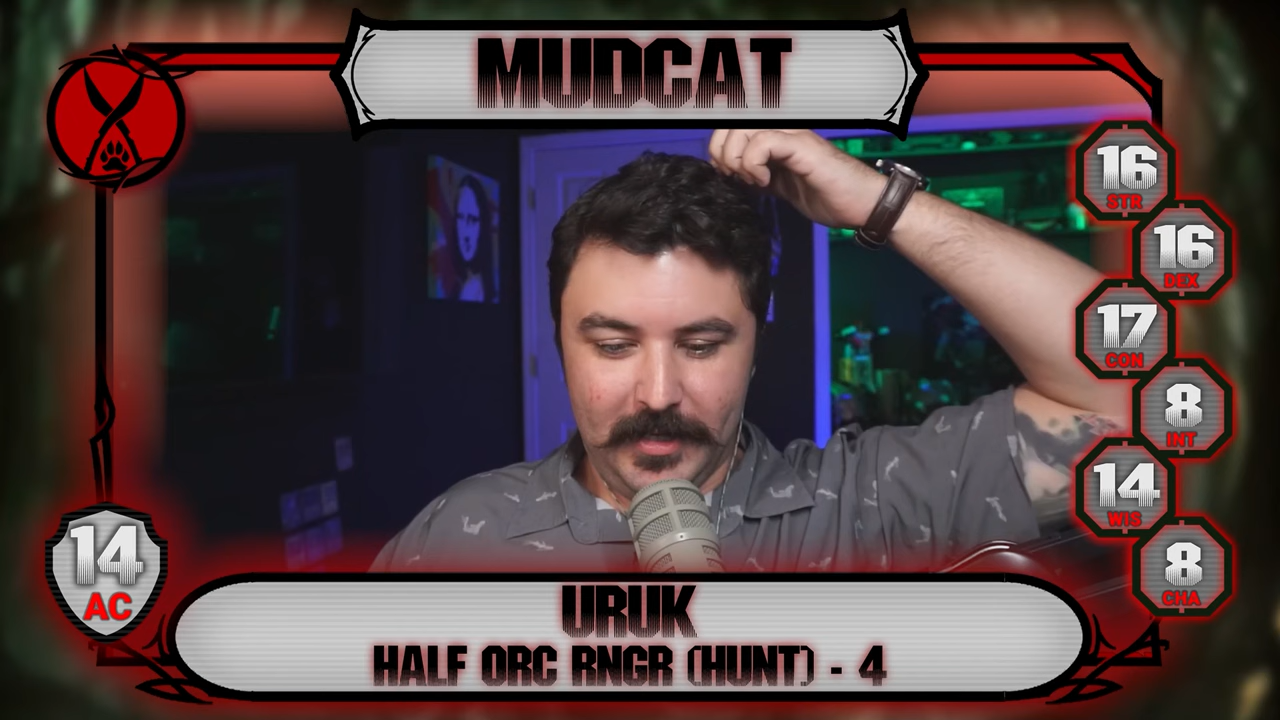 MUDCAT
16
STR
16
DEX
17
CON
8
INT
14
WIS
8
CHA
14
AC
URUK
HALF ORC RNGR (HUNT) - 4